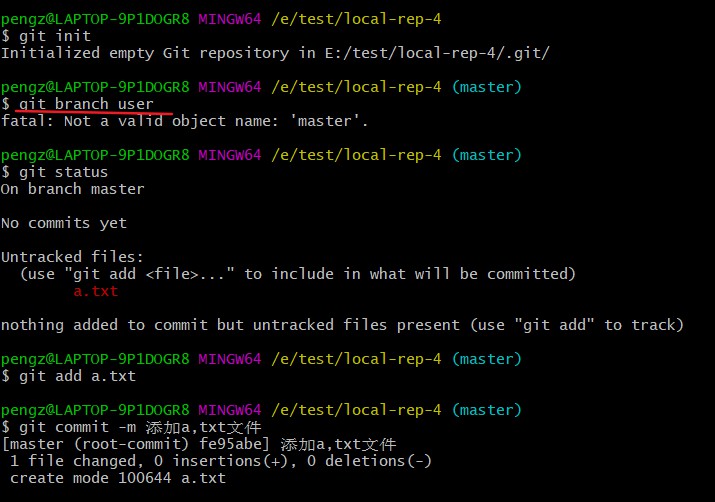 pengz@LAPTOP-9P1DOGR8 MINGW64 /e/test/local-rep-4
$ git init
Initialized empty Git repository in E:/test/local-rep-4/.git/
pengz@LAPTOP-9P1DOGR8 MINGW64 /e/test/local-rep-4 (master)
$ git branch user
fatal: Not a valid object name: 'master'.
pengz@LAPTOP-9P1DOGR8 MINGW64 /e/test/local-rep-4 (master)
$ git status
On branch master
No commits yet
Untracked files:
  (use "git add <file>..." to include in what will be committed)
        a.txt
nothing added to commit but untracked files present (use "git add" to track)
pengz@LAPTOP-9P1DOGR8 MINGW64 /e/test/local-rep-4 (master)
$ git add a.txt
pengz@LAPTOP-9P1DOGR8 MINGW64 /e/test/local-rep-4 (master)
$ git commit -m 添加a,txt文件
[master (root-commit) fe95abe] 添加a,txt文件
 1 file changed, 0 insertions(+), 0 deletions(-)
 create mode 100644 a.txt